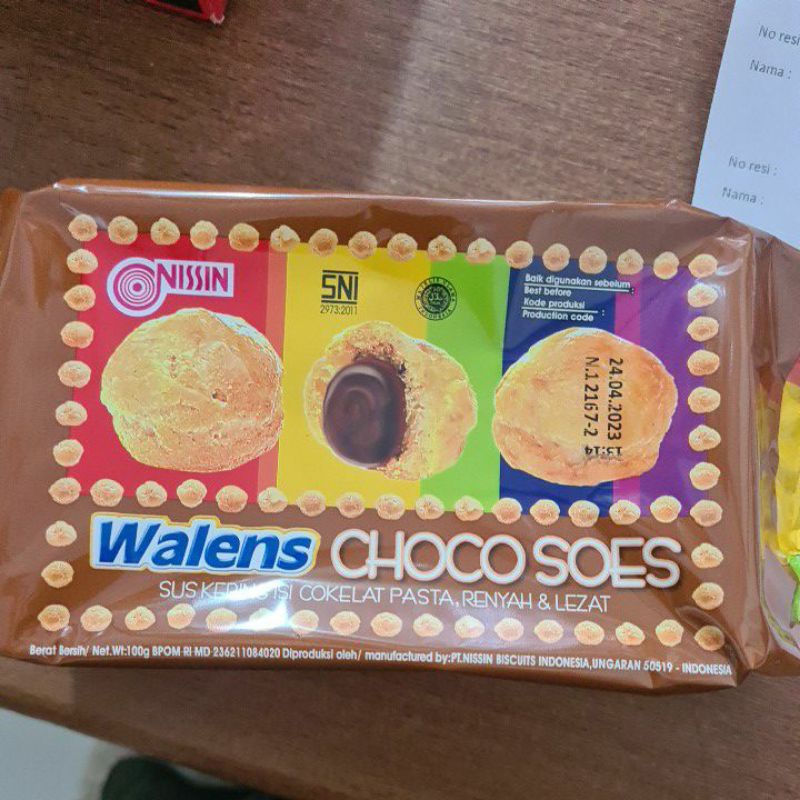 No resi
Nama :
No resi :
Nama :
NISSIN
SNI
2973:2011
Baik digunakan sebelum :
Best before
Kode produksi :
Production code
24.04.2023
N.1 2167-2 13:14
Walens CHOCO SOES
SUS KERING ISI COKELAT PASTA, RENYAH & LEZAT
Berat Bersih/ Net.Wt:100g BPOM RI MD 236211084020 Diproduksi oleh/ manufactured by:PT.NISSIN BISCUITS INDONESIA,UNGARAN 50519 - INDONESIA